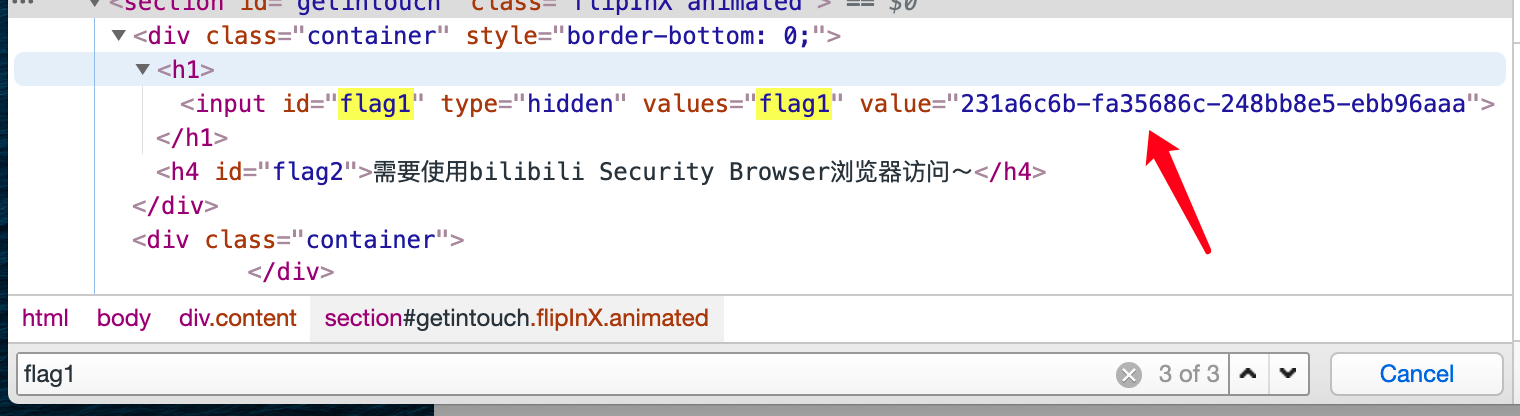 <section id="getintouch" class="flipInX animated"> == $0
<div class="container" style="border-bottom: 0;">
<h1>
<input id="flag1" type="hidden" values="flag1" value="231a6c6b-fa35686c-248bb8e5-ebb96aaa">
</h1>
<h4 id="flag2">需要使用bilibili Security Browser浏览器访问～</h4>
</div>
<div class="container">
</div>
html body div.content section#getintouch.flipInX.animated
flag1 3 of 3 Cancel